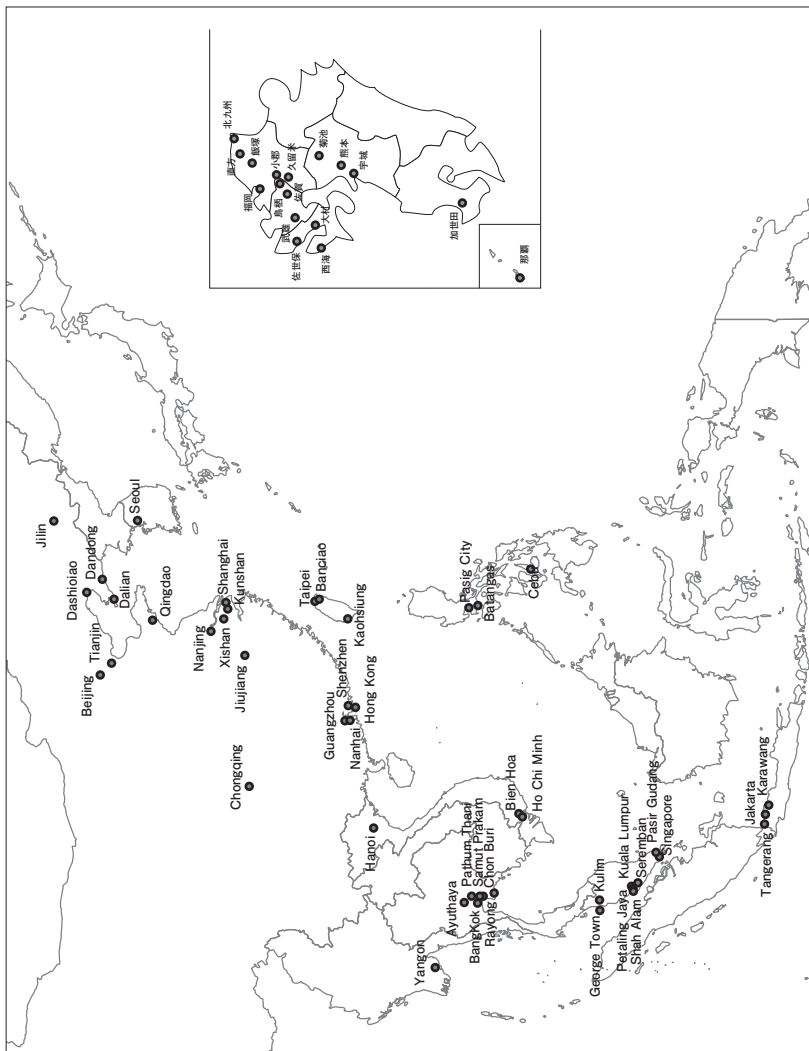 北九州
直方
飯塚
福岡
小郡
鳥栖
久留米
佐賀
武雄
大村
佐世保
西海
菊池
熊本
宇城
加世田
那覇
Jilin
Dashioiao
Dandong
Dalian
Seoul
Beijing
Tianjin
Qingdao
Nanjing
Xishan
Shanghai
Kunshan
Jiujiang
Chongqing
Taipei
Banciao
Kaohsiung
Guangzhou
Shenzhen
Nanhai
Hong Kong
Hanoi
Pasig City
Batangas
Cebu
Bien Hoa
Ho Chi Minh
Yangon
Ayuthaya
Pathum Thani
BangKok
Samut Prakarn
Chon Buri
Rayong
George Town
Kulim
Petaling Jaya
Kuala Lumpur
Shah Alam
Seremban
Pasir Gudang
Singapore
Tangerang
Jakarta
Karawang